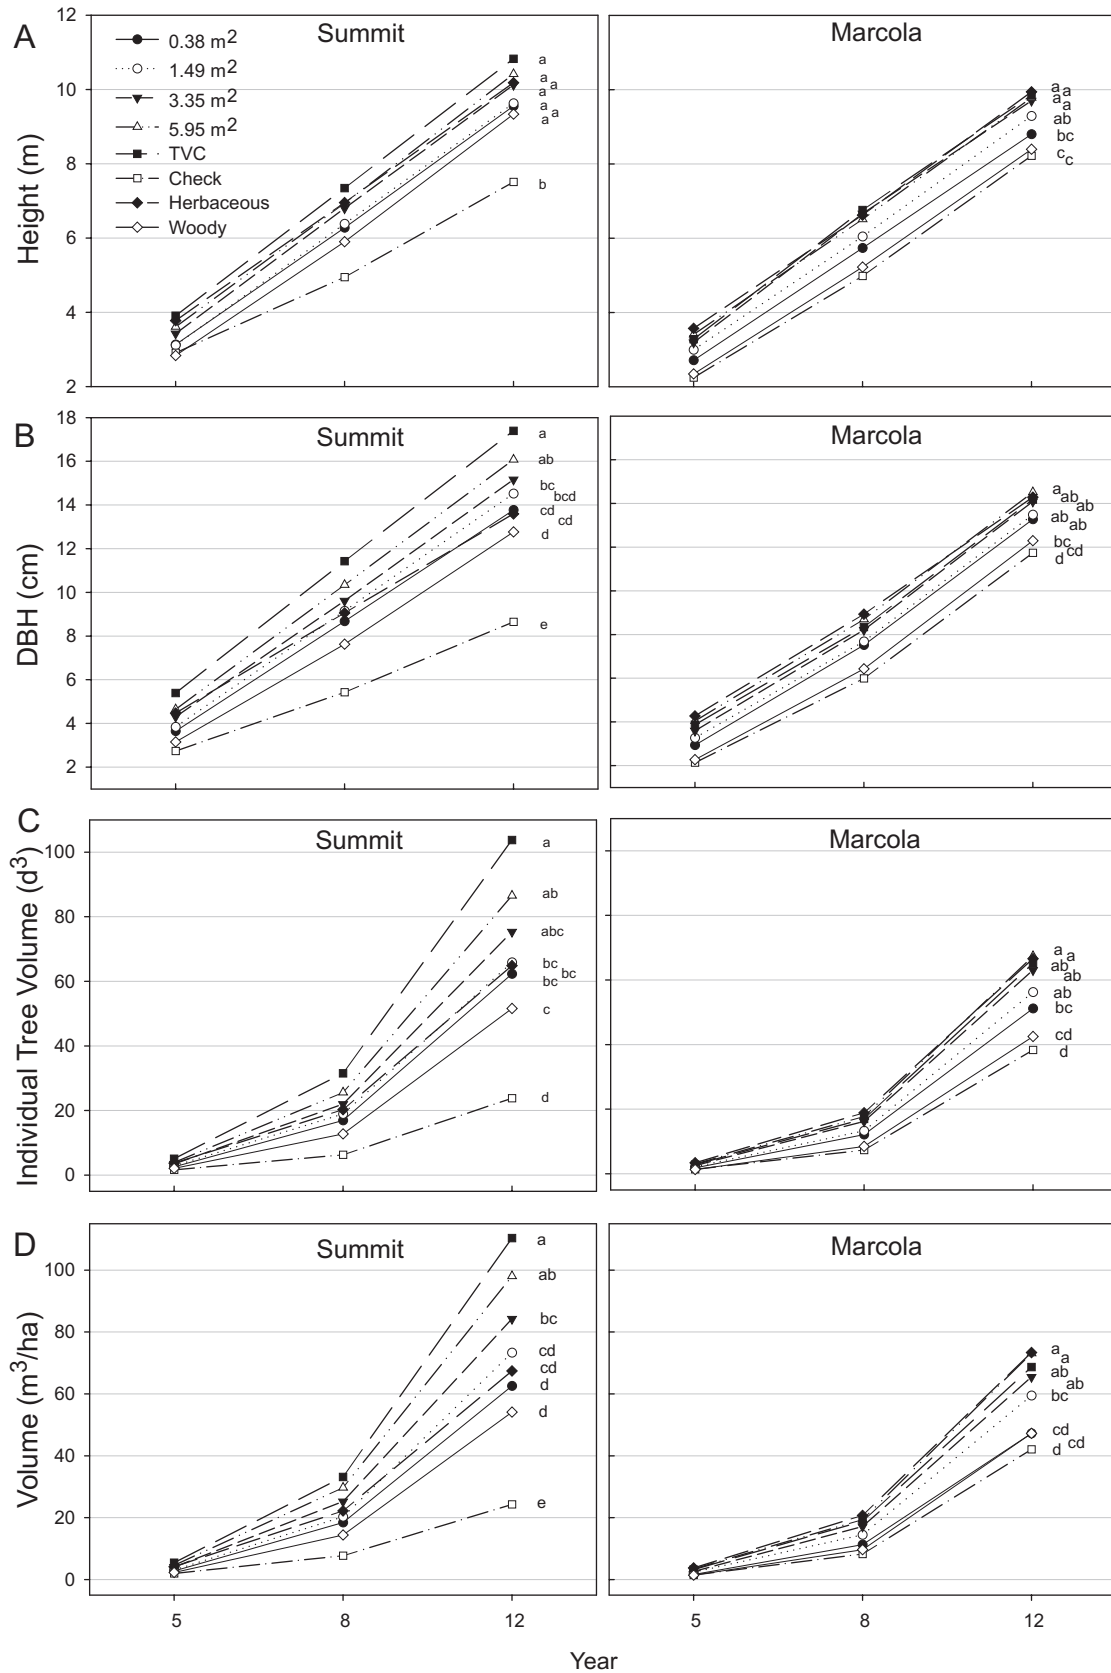 A
Summit
Marcola
12
10
8
6
4
2
Height (m)
0.38 m2
1.49 m2
3.35 m2
5.95 m2
TVC
Check
Herbaceous
Woody
a
a a
a
a a
a
b
a a
a a
ab
bc
c c
B
Summit
Marcola
18
16
14
12
10
8
6
4
2
DBH (cm)
a
ab
bc bcd
cd cd
d
e
a ab
ab ab
ab
bc cd
d
C
Summit
Marcola
100
80
60
40
20
0
Individual Tree Volume (d3)
a
ab
abc
bc bc
bc
c
d
a a
ab ab
ab
bc
cd
d
D
Summit
Marcola
100
80
60
40
20
0
Volume (m3/ha)
a
ab
bc
cd
cd
d
d
e
a a
ab ab
bc
cd
d cd
5
8
12
5
8
12
Year